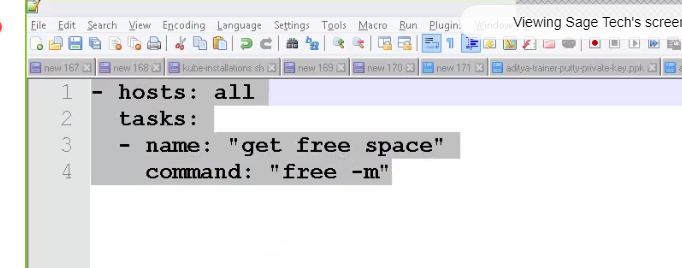 File Edit Search View Encoding Language Settings Tools Macro Run Plugin Window
Viewing Sage Tech's screen
new 167 new 168 kube-installations.sh new 169 new 170 new 171 aditya-trainer-putty-private-key.ppk
1 - hosts: all
2 tasks:
3 - name: "get free space"
4 command: "free -m"